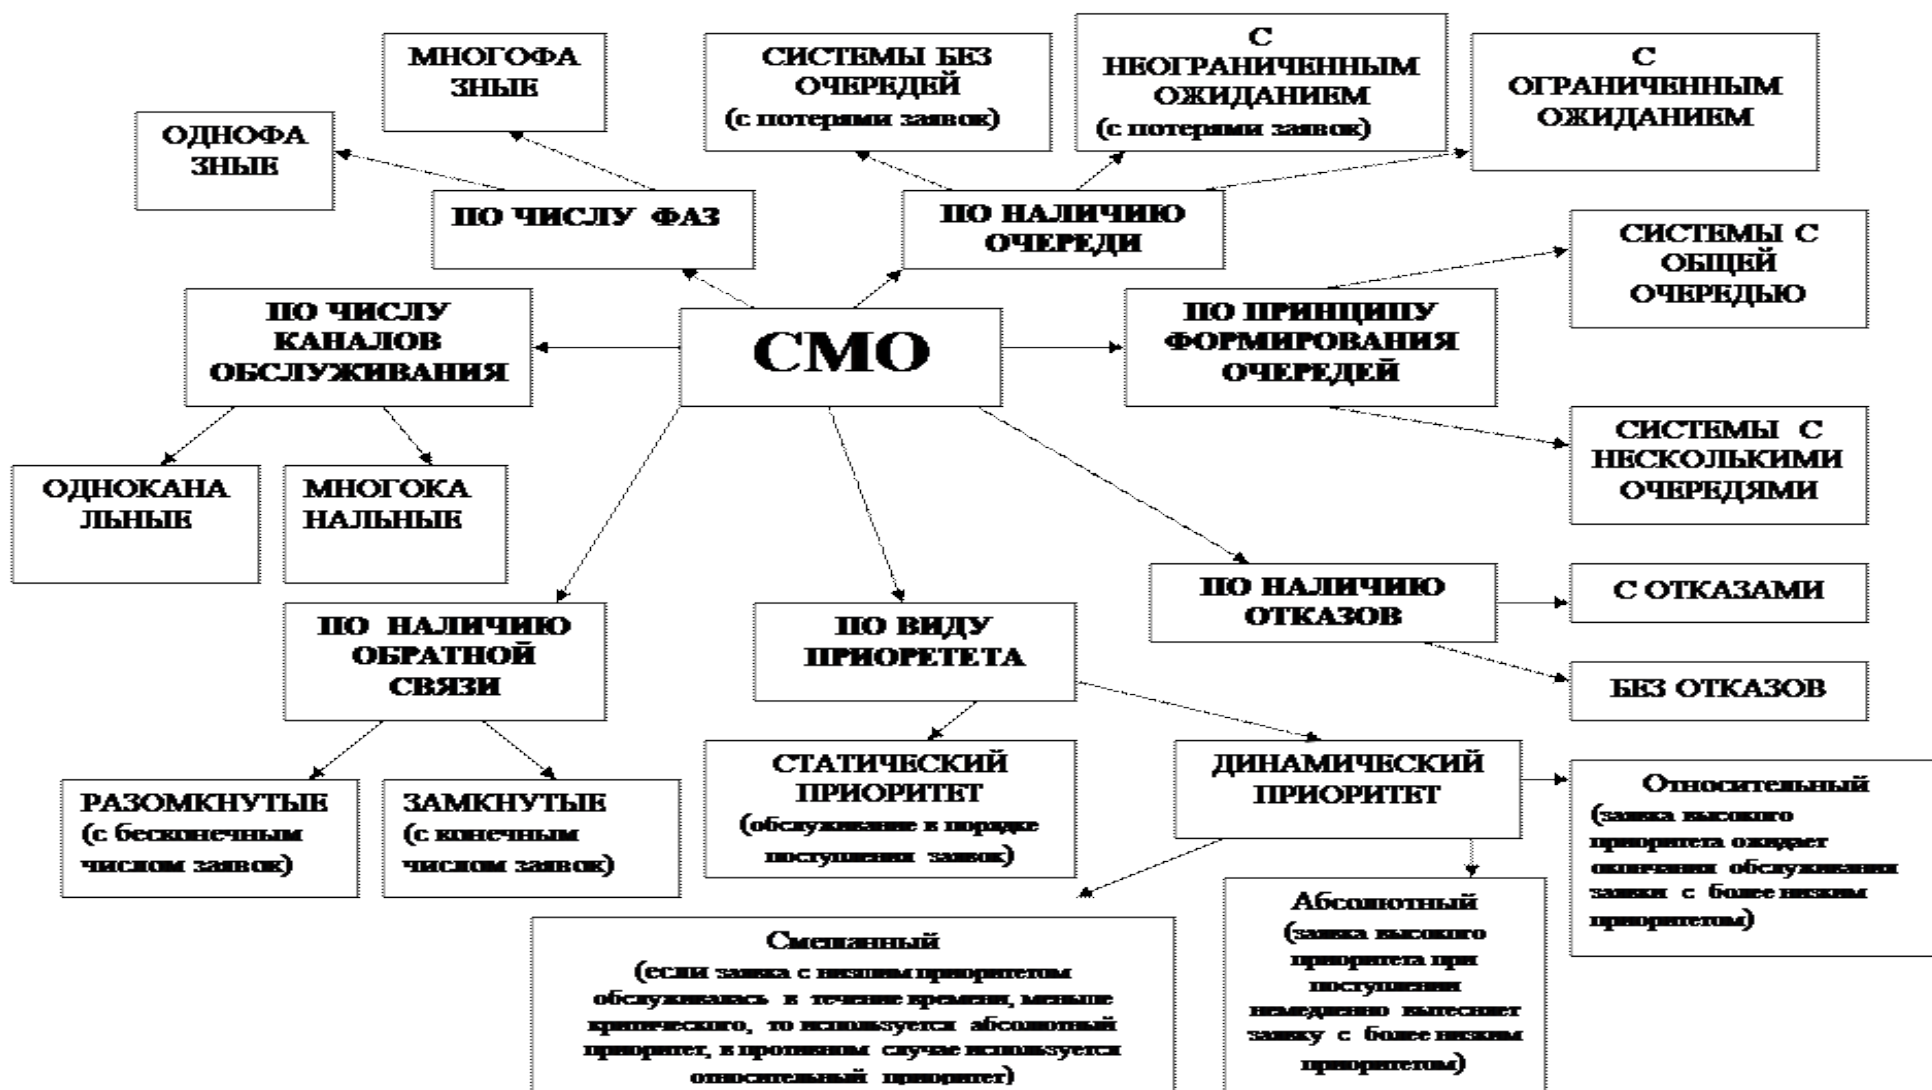 МНОГОФА
ЗНЫЕ
СИСТЕМЫ БЕЗ
ОЧЕРЕДЕЙ
(с потерями заявок)
С
НЕОГРАНИЧЕННЫМ
ОЖИДАНИЕМ
(с потерями заявок)
С
ОГРАНИЧЕННЫМ
ОЖИДАНИЕМ
ОДНОФА
ЗНЫЕ
ПО ЧИСЛУ ФАЗ
ПО НАЛИЧИЮ
ОЧЕРЕДИ
СИСТЕМЫ С
ОБЩЕЙ
ОЧЕРЕДЬЮ
ПО ЧИСЛУ
КАНАЛОВ
ОБСЛУЖИВАНИЯ
СМО
ПО ПРИНЦИПУ
ФОРМИРОВАНИЯ
ОЧЕРЕДЕЙ
СИСТЕМЫ С
НЕСКОЛЬКИМИ
ОЧЕРЕДЯМИ
ОДНОКАНА
ЛЬНЫЕ
МНОГОКА
НАЛЬНЫЕ
ПО НАЛИЧИЮ
ОТКАЗОВ
С ОТКАЗАМИ
БЕЗ ОТКАЗОВ
ПО НАЛИЧИЮ
ОБРАТНОЙ
СВЯЗИ
ПО ВИДУ
ПРИОРЕТЕТА
РАЗОМКНУТЫЕ
(с бесконечным
числом заявок)
ЗАМКНУТЫЕ
(с конечным
числом заявок)
СТАТИЧЕСКИЙ
ПРИОРИТЕТ
(обслуживание в порядке
поступления заявок)
ДИНАМИЧЕСКИЙ
ПРИОРИТЕТ
Относительный
(заявка высокого
приоритета ожидает
окончания обслуживания
заявки с более низким
приоритетом)
Смешанный
(если заявка с низшим приоритетом
обслуживалась в течение времени, меньше
критического, то используется абсолютный
приоритет, в противном случае используется
относительный приоритет)
Абсолютный
(заявка высокого
приоритета при
поступлении
немедленно вытесняет
заявку с более низким
приоритетом)